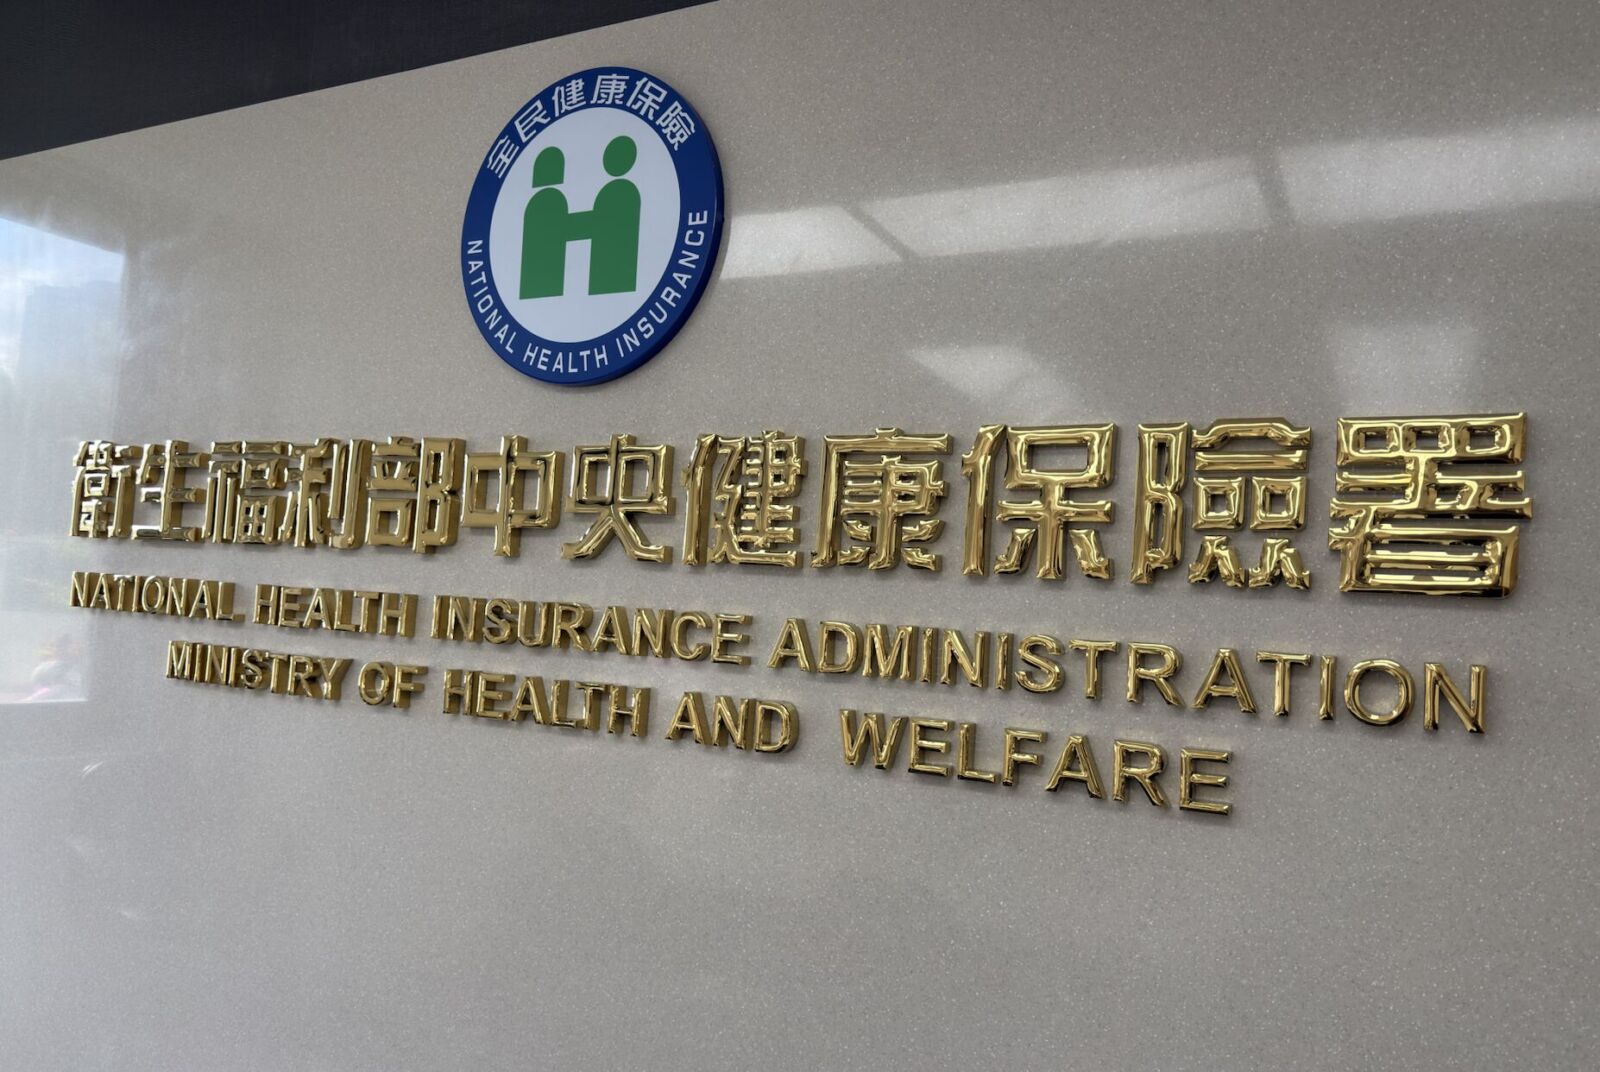 全民健康保險
NATIONAL HEALTH INSURANCE
衛生福利部中央健康保險署
NATIONAL HEALTH INSURANCE ADMINISTRATION
MINISTRY OF HEALTH AND WELFARE